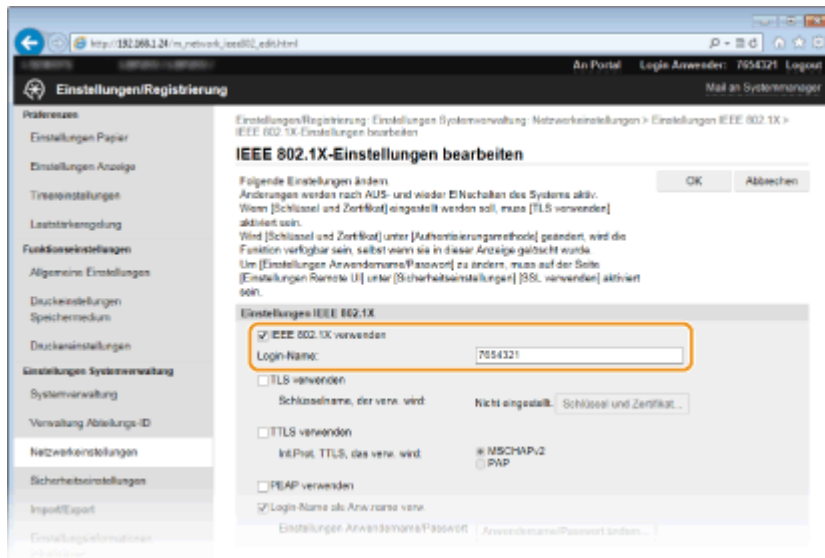 http://192.168.1.24/m_network_ieee802_edit.html
An Portal Login Anwender: 7654321 Logout
Einstellungen/Registrierung
Mail an Systemmanager
Präferenzen
Einstellungen Papier
Einstellungen Anzeige
Timereinstellungen
Lautstärkeregelung
Funktionseinstellungen
Allgemeine Einstellungen
Druckeinstellungen
Speichermedium
Druckereinstellungen
Einstellungen Systemverwaltung
Systemverwaltung
Verwaltung Abteilungs-ID
Netzwerkeinstellungen
Sicherheitseinstellungen
Import/Export
Einstellungsinformationen
Einstellungen/Registrierung: Einstellungen Systemverwaltung: Netzwerkeinstellungen > Einstellungen IEEE 802.1X >
IEEE 802.1X-Einstellungen bearbeiten
IEEE 802.1X-Einstellungen bearbeiten
Folgende Einstellungen ändern.
OK Abbrechen
Änderungen werden nach AUS- und wieder EINschalten des Systems aktiv.
Wenn [Schlüssel und Zertifikat] eingestellt werden soll, muss [TLS verwenden]
aktiviert sein.
Wird [Schlüssel und Zertifikat] unter [Authentisierungsmethode] geändert, wird die
Funktion verfügbar sein, selbst wenn sie in dieser Anzeige gelöscht wurde.
Um [Einstellungen Anwendername/Passwort] zu ändern, muss auf der Seite
[Einstellungen Remote UI] unter [Sicherheitseinstellungen] [SSL verwenden] aktiviert
sein.
Einstellungen IEEE 802.1X
IEEE 802.1X verwenden
Login-Name: 7654321
TLS verwenden
Schlüsselname, der verw. wird: Nicht eingestellt. Schlüssel und Zertifikat...
TTLS verwenden
Int.Prot. TTLS, das verw. wird: MSCHAPv2
PAP
PEAP verwenden
Login-Name als Anw.name verw.
Einstellungen Anwendername/Passwort Anwendername/Passwort ändern...